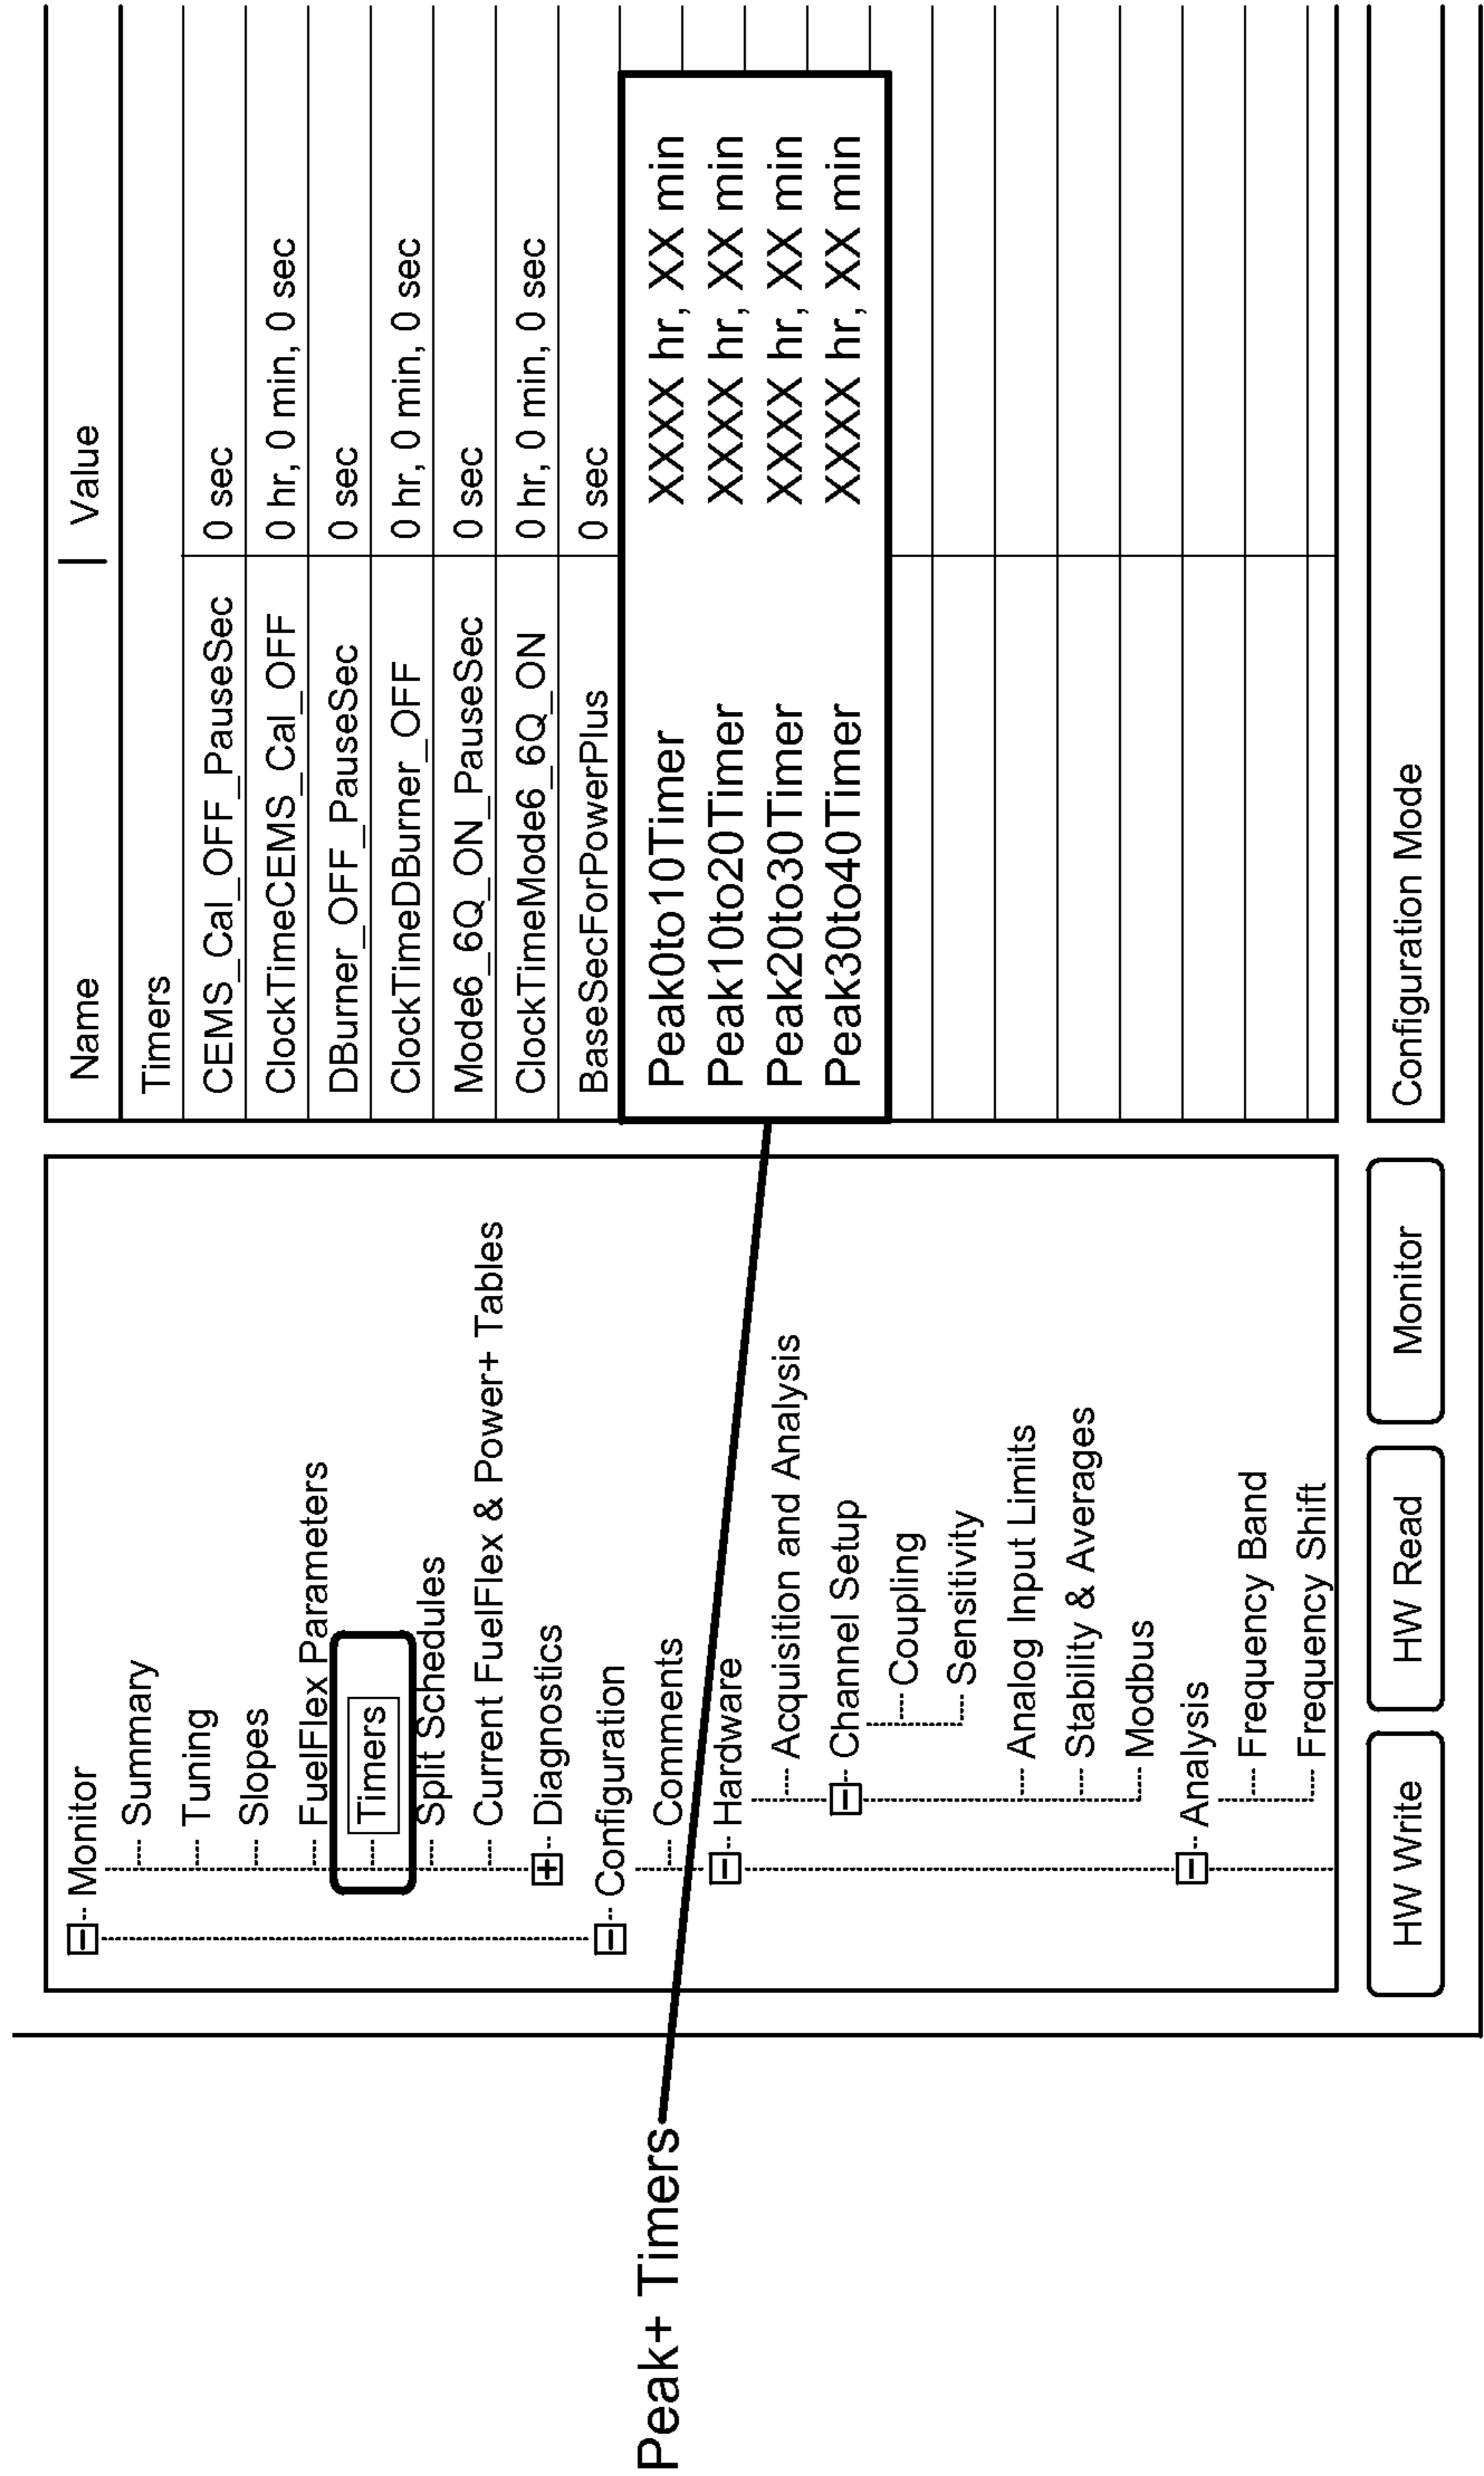 Peak+ Timers
Monitor
Summary
Tuning
Slopes
FuelFlex Parameters
Timers
Split Schedules
Current FuelFlex & Power+ Tables
Diagnostics
Configuration
Comments
Hardware
Acquisition and Analysis
Channel Setup
Coupling
Sensitivity
Analog Input Limits
Stability & Averages
Modbus
Analysis
Frequency Band
Frequency Shift
Name | Value
Timers
CEMS_Cal_OFF_PauseSec 0 sec
ClockTimeCEMS_Cal_OFF 0 hr, 0 min, 0 sec
DBurner_OFF_PauseSec 0 sec
ClockTimeDBurner_OFF 0 hr, 0 min, 0 sec
Mode6_6Q_ON_PauseSec 0 sec
ClockTimeMode6_6Q_ON 0 hr, 0 min, 0 sec
BaseSecForPowerPlus 0 sec
Peak0to10Timer XXXX hr, XX min
Peak10to20Timer XXXX hr, XX min
Peak20to30Timer XXXX hr, XX min
Peak30to40Timer XXXX hr, XX min
HW Write HW Read Monitor Configuration Mode